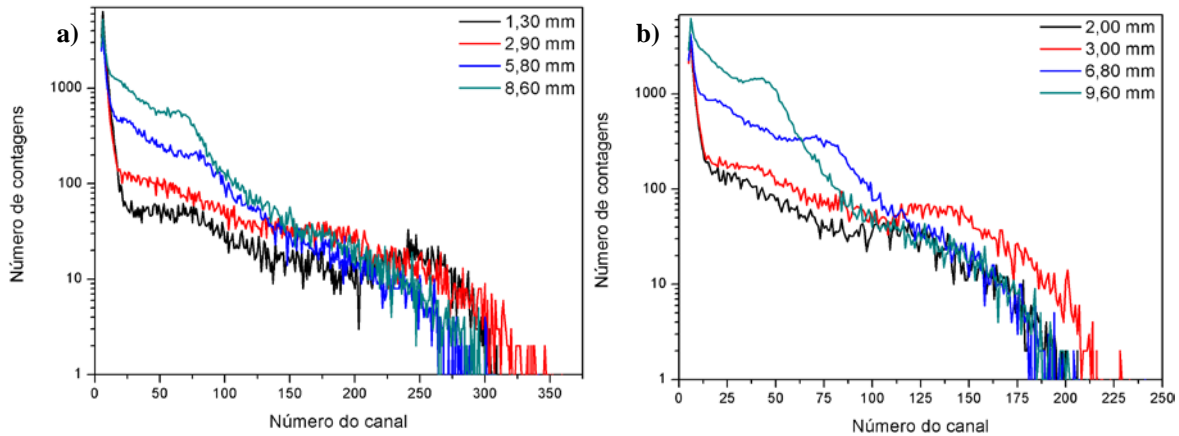 a)
1,30 mm
2,90 mm
5,80 mm
8,60 mm
Número de contagens
1000
100
10
1
0
50
100
150
200
250
300
350
Número do canal
b)
2,00 mm
3,00 mm
6,80 mm
9,60 mm
Número de contagens
1000
100
10
1
0
25
50
75
100
125
150
175
200
225
250
Número do canal